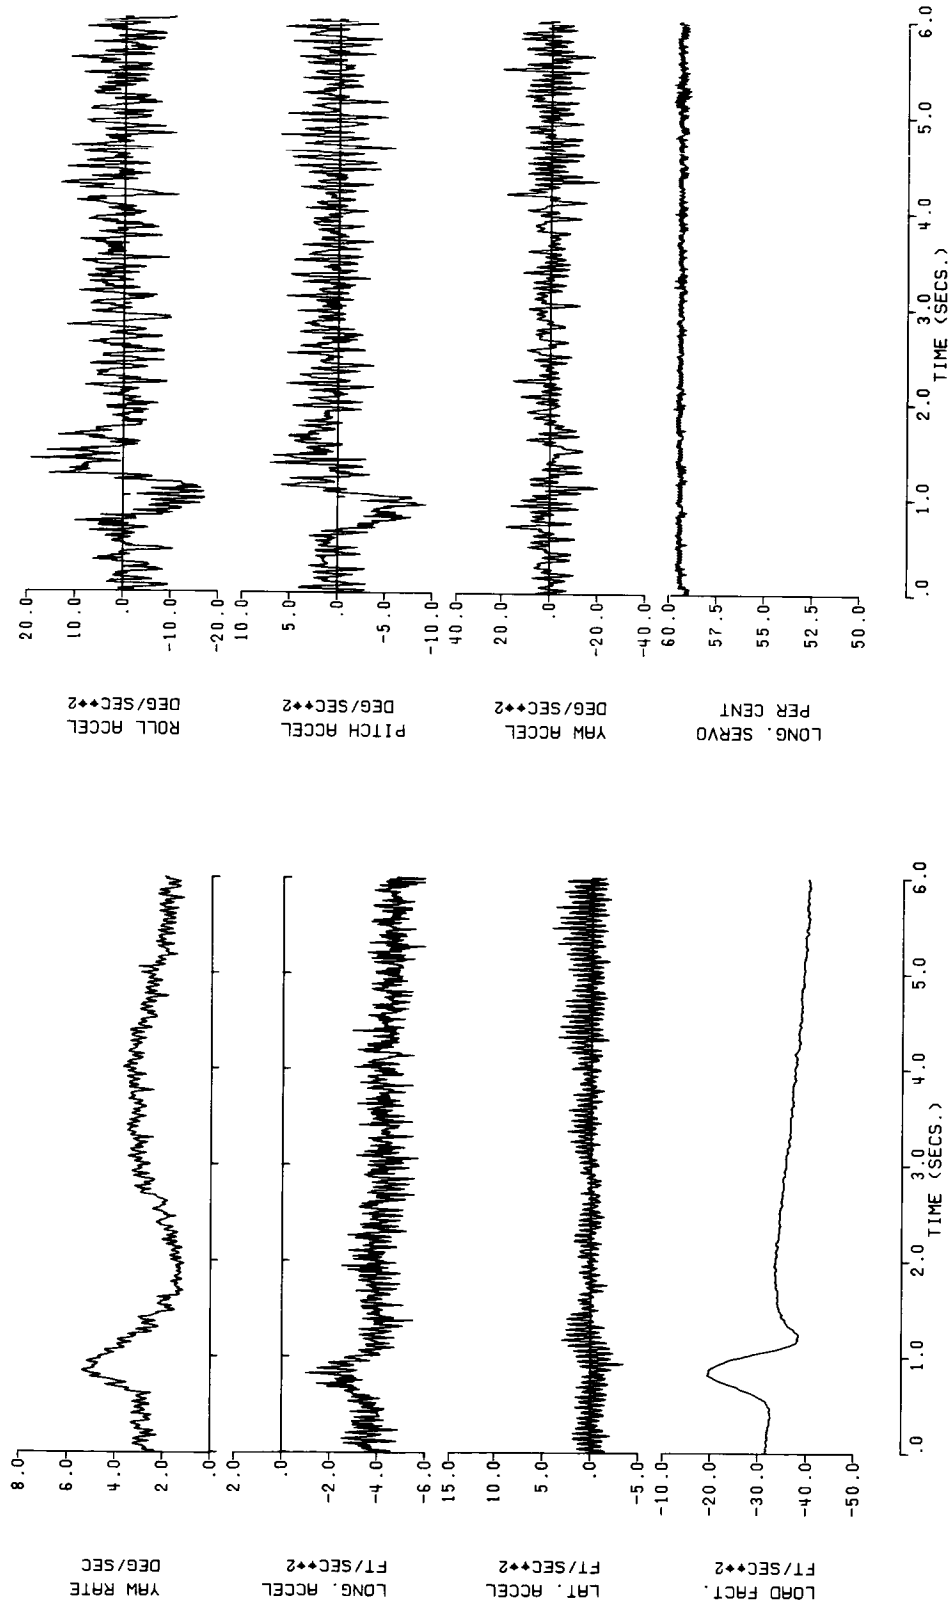 YAW RATE
DEG/SEC
8.0
6.0
4.0
2.0
.0
LONG. ACCEL
FT/SEC**2
2.0
.0
-2.0
-4.0
-6.0
LAT. ACCEL
FT/SEC**2
15.0
10.0
5.0
.0
-5.0
LOAD FACT.
FT/SEC**2
-10.0
-20.0
-30.0
-40.0
-50.0
.0 1.0 2.0 3.0 4.0 5.0 6.0
TIME (SECS.)
ROLL ACCEL
DEG/SEC**2
20.0
10.0
.0
-10.0
-20.0
PITCH ACCEL
DEG/SEC**2
10.0
5.0
.0
-5.0
-10.0
YAW ACCEL
DEG/SEC**2
40.0
20.0
.0
-20.0
-40.0
LONG. SERVO
PER CENT
60.0
57.5
55.0
52.5
50.0
.0 1.0 2.0 3.0 4.0 5.0 6.0
TIME (SECS.)